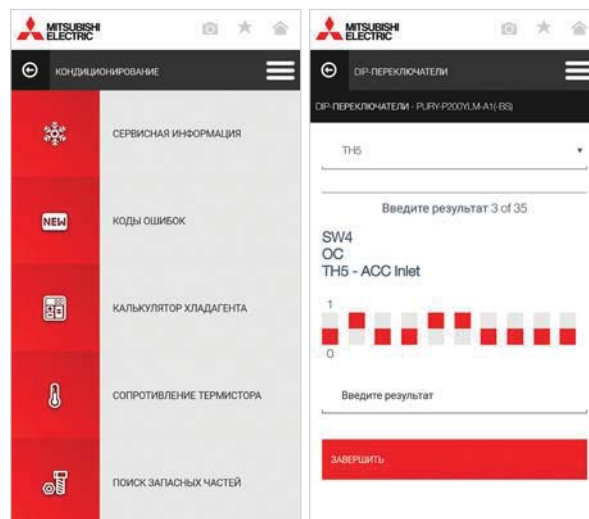 MITSUBISHI
ELECTRIC
КОНДИЦИОНИРОВАНИЕ
СЕРВИСНАЯ ИНФОРМАЦИЯ
NEW
КОДЫ ОШИБОК
КАЛЬКУЛЯТОР ХЛАДАГЕНТА
СОПРОТИВЛЕНИЕ ТЕРМИСТОРА
ПОИСК ЗАПАСНЫХ ЧАСТЕЙ
MITSUBISHI
ELECTRIC
DIP-ПЕРЕКЛЮЧАТЕЛИ
DIP-ПЕРЕКЛЮЧАТЕЛИ - PURY-P200YLM-A1(-BS)
TH5
Введите результат 3 of 35
SW4
OC
TH5 - ACC Inlet
1
0
Введите результат
ЗАВЕРШИТЬ